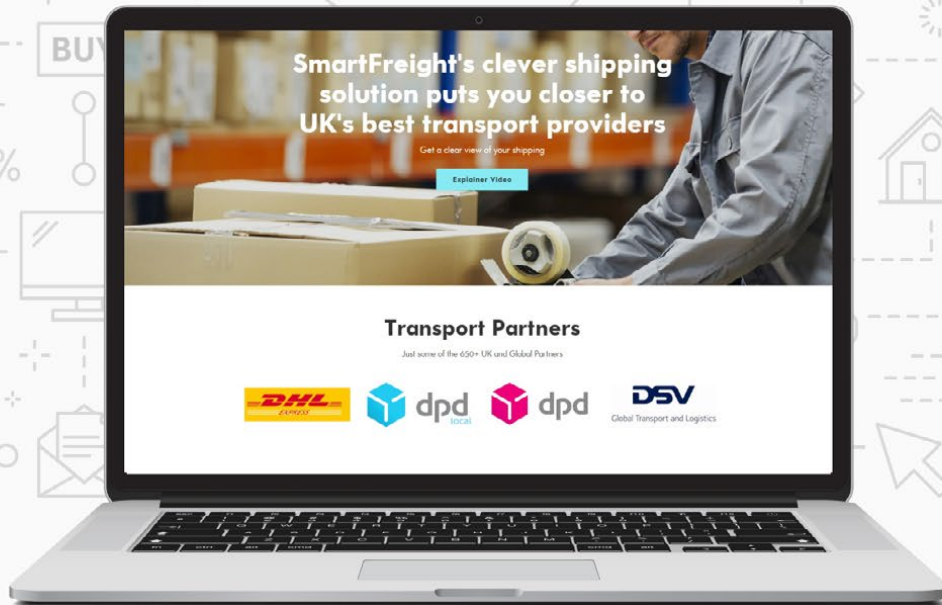 BUY
SmartFreight's clever shipping
solution puts you closer to
UK's best transport providers
Get a clear view of your shipping
Explainer Video
Transport Partners
Just some of the 650+ UK and Global Partners
DHL
EXPRESS
dpd
local
dpd
DSV
Global Transport and Logistics
%